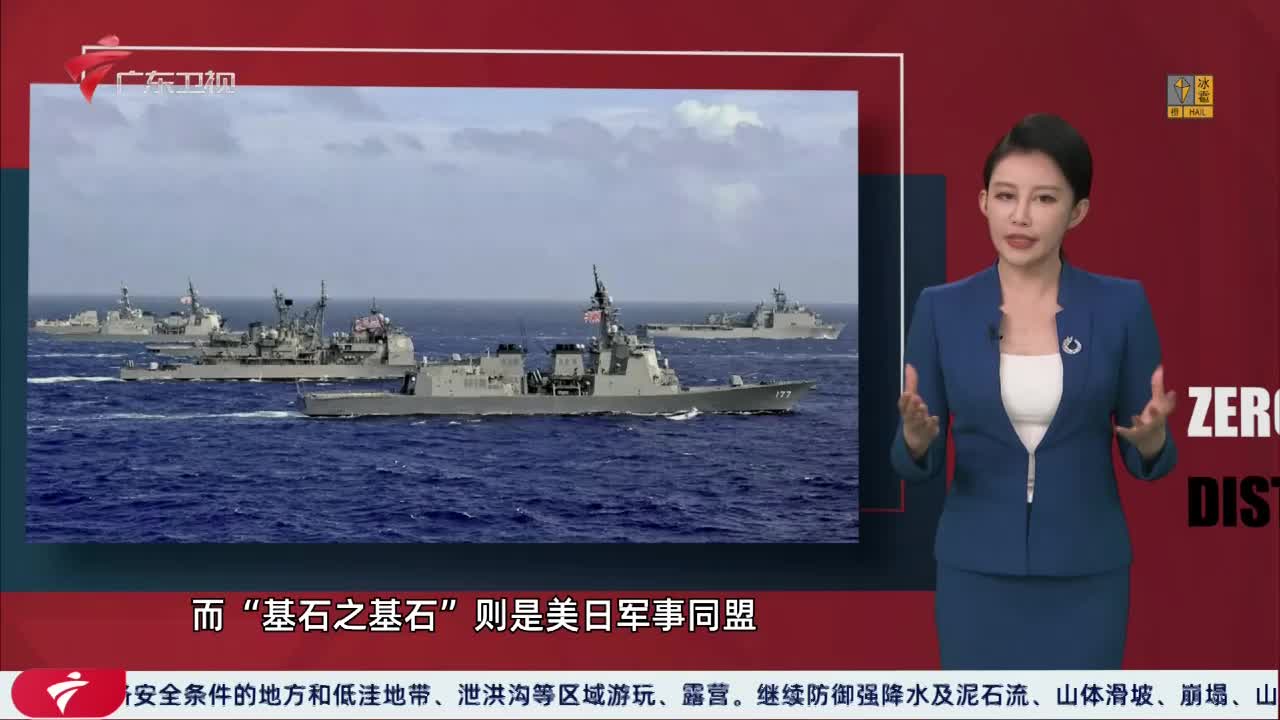 广东卫视
冰雹
橙 HAIL
177
ZERO
DIST
而“基石之基石”则是美日军事同盟
安全条件的地方和低洼地带、泄洪沟等区域游玩、露营。继续防御强降水及泥石流、山体滑坡、崩塌、山